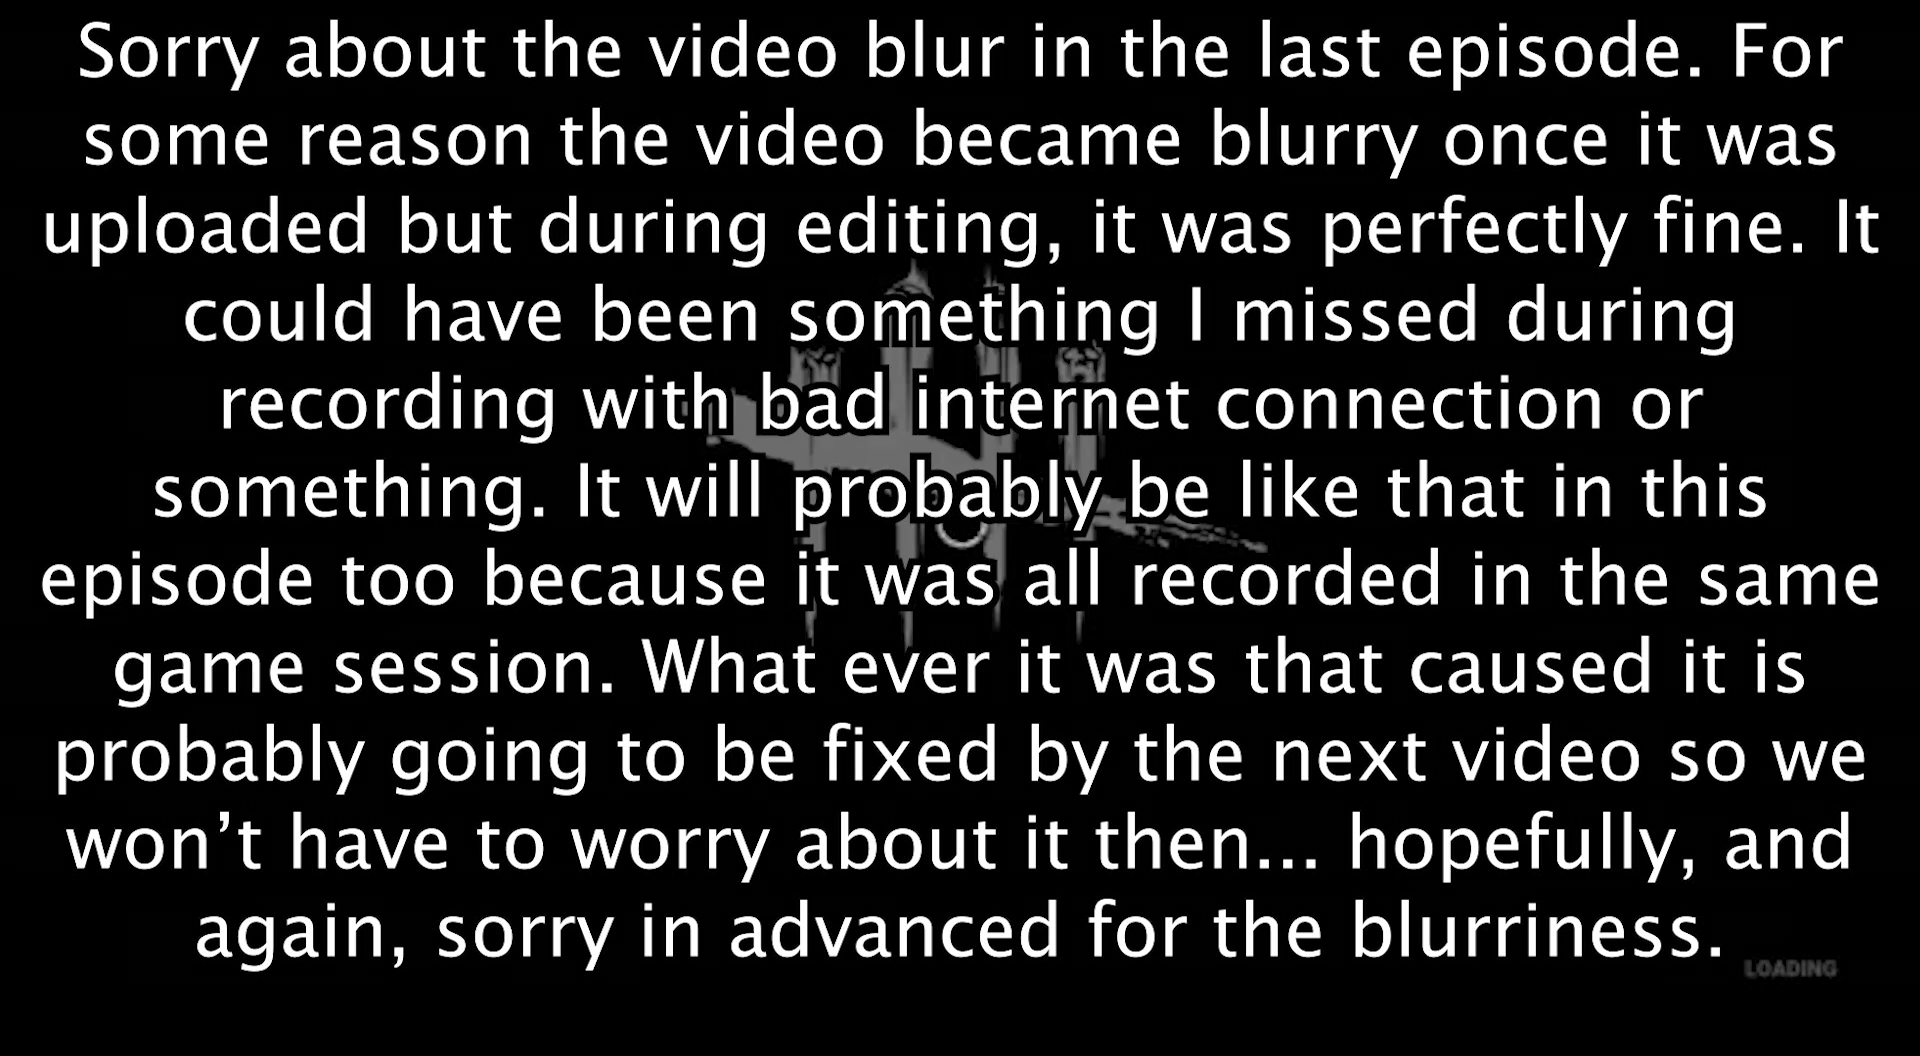 Sorry about the video blur in the last episode. For
some reason the video became blurry once it was
uploaded but during editing, it was perfectly fine. It
could have been something I missed during
recording with bad internet connection or
something. It will probably be like that in this
episode too because it was all recorded in the same
game session. What ever it was that caused it is
probably going to be fixed by the next video so we
won’t have to worry about it then... hopefully, and
again, sorry in advanced for the blurriness.
LOADING